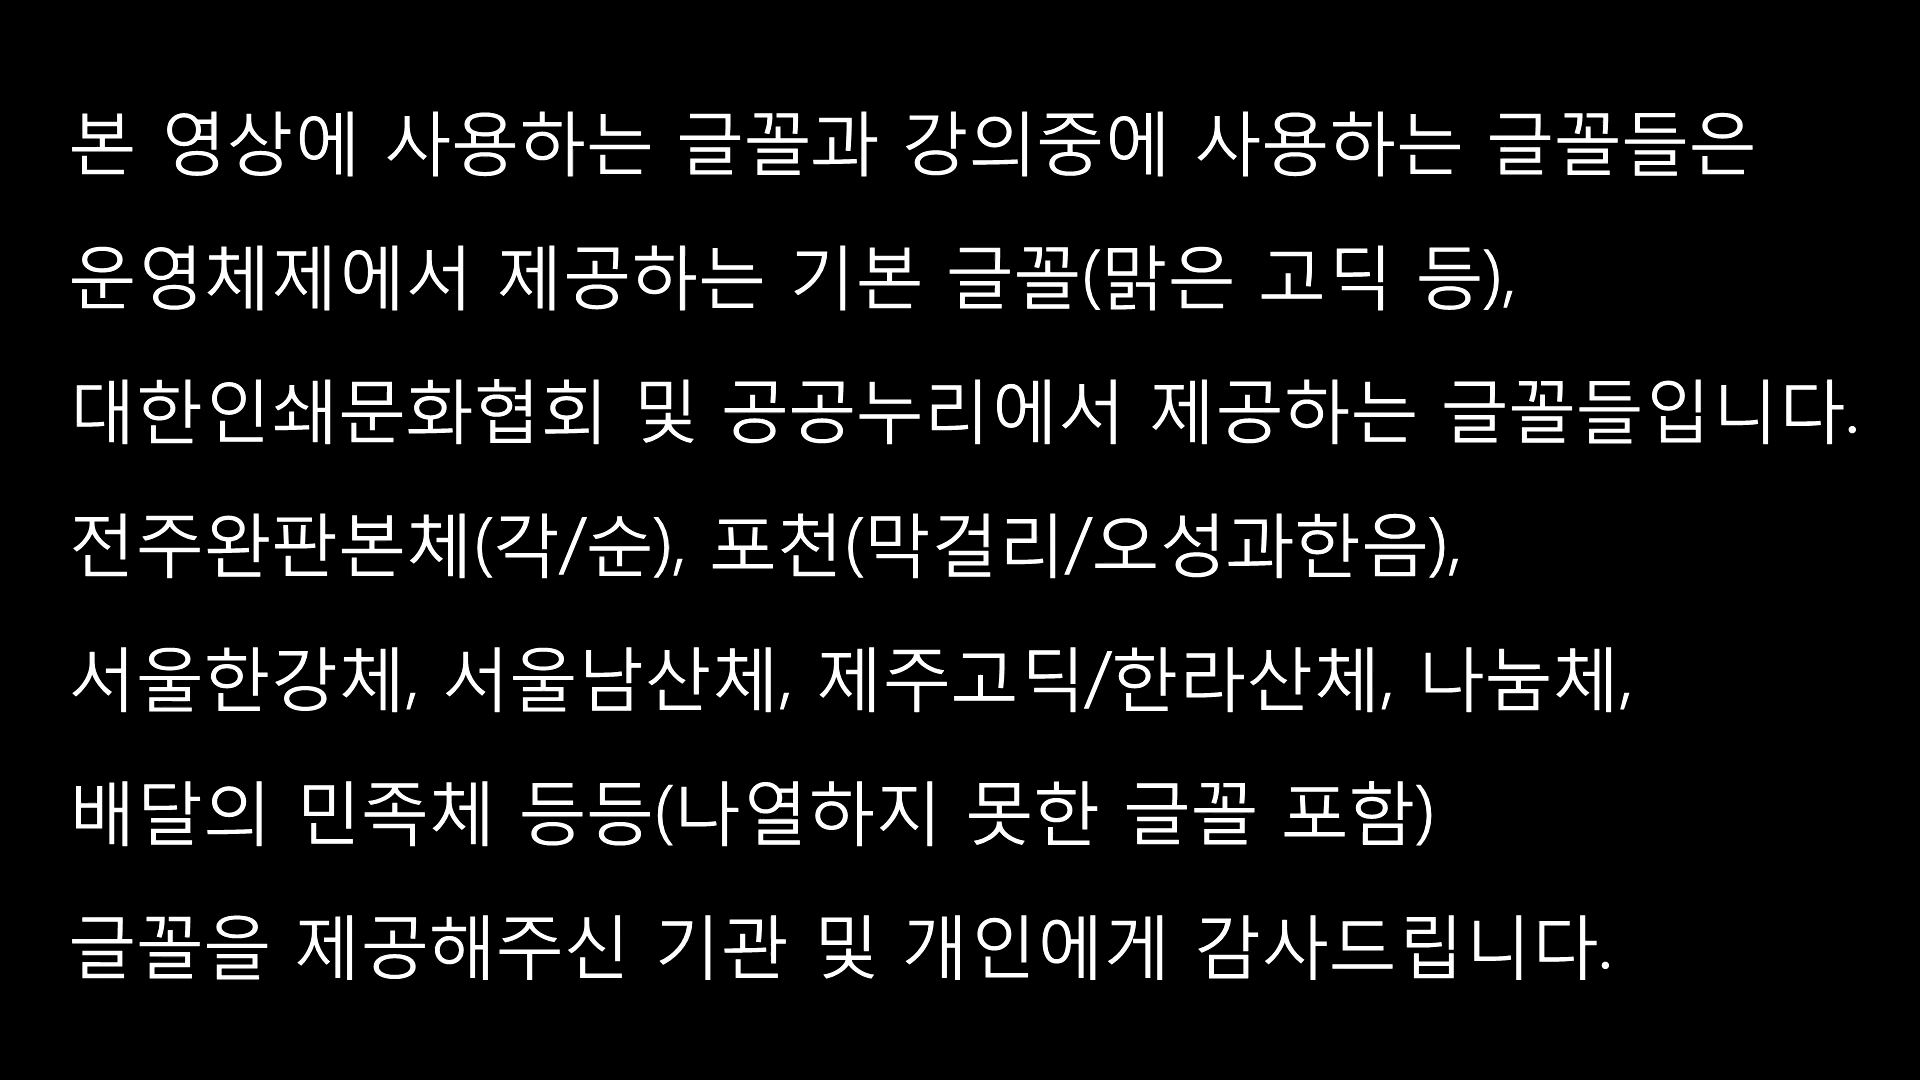 본 영상에 사용하는 글꼴과 강의중에 사용하는 글꼴들은
운영체제에서 제공하는 기본 글꼴(맑은 고딕 등),
대한인쇄문화협회 및 공공누리에서 제공하는 글꼴들입니다.
전주완판본체(각/순), 포천(막걸리/오성과한음),
서울한강체, 서울남산체, 제주고딕/한라산체, 나눔체,
배달의 민족체 등등(나열하지 못한 글꼴 포함)
글꼴을 제공해주신 기관 및 개인에게 감사드립니다.